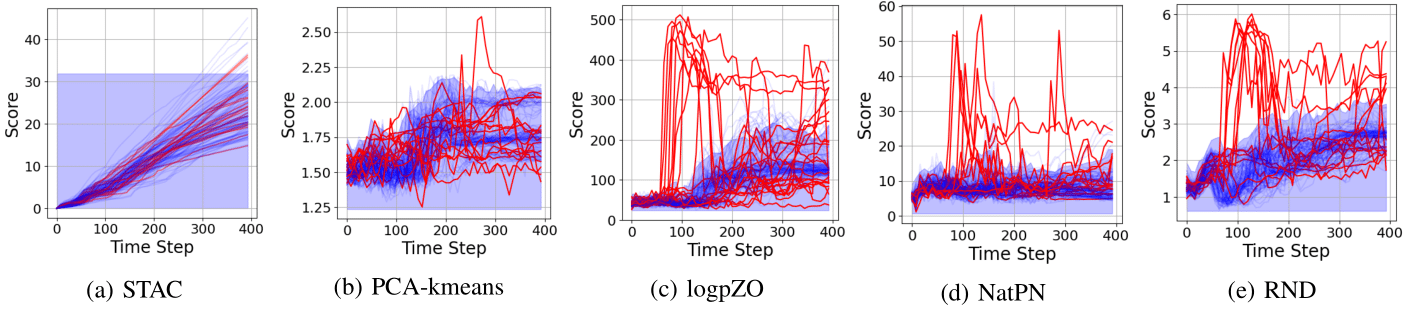 40
30
20
10
0
Score
0 100 200 300 400
Time Step
(a) STAC
2.50
2.25
2.00
1.75
1.50
1.25
Score
0 100 200 300 400
Time Step
(b) PCA-kmeans
500
400
300
200
100
0
Score
0 100 200 300 400
Time Step
(c) logpZO
60
50
40
30
20
10
0
Score
0 100 200 300 400
Time Step
(d) NatPN
6
5
4
3
2
1
Score
0 100 200 300 400
Time Step
(e) RND